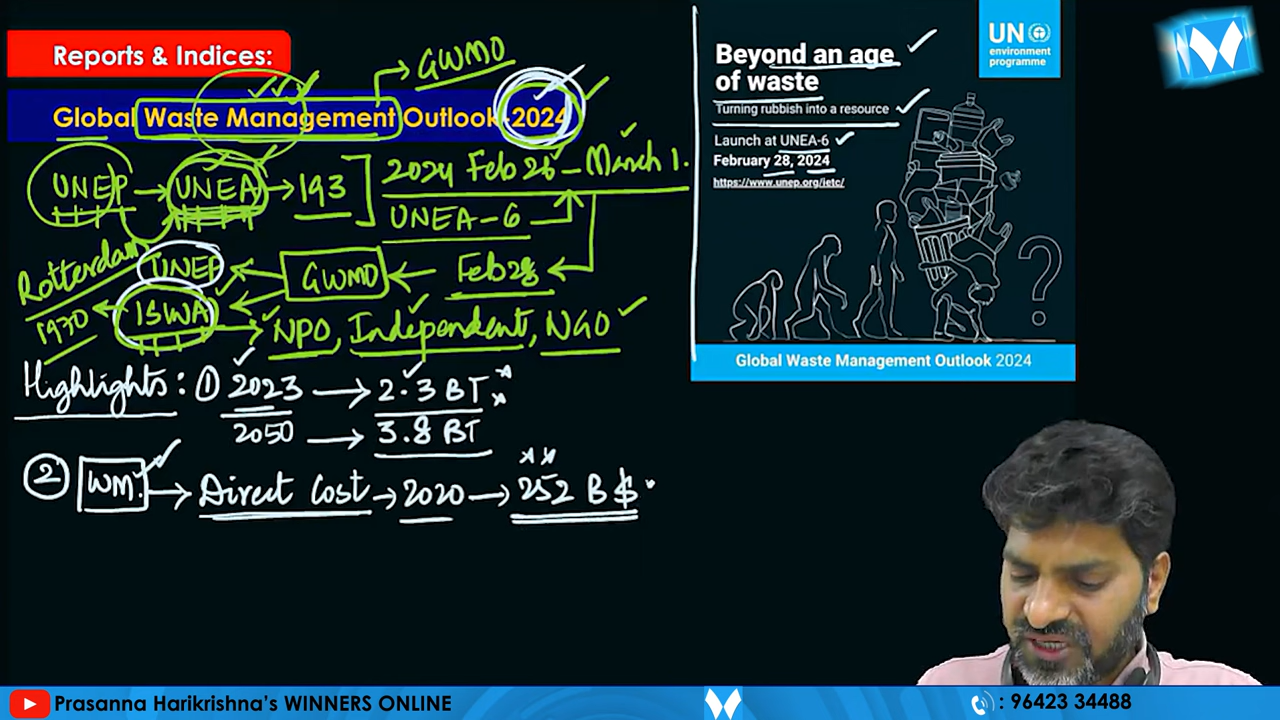 Reports & Indices:
GWMO
Global Waste Management Outlook-2024
UNEP → UNEA → 193
2024 Feb 26 - March 1.
UNEA-6
Rotterdam
UNEP
GWMO ← Feb 28
1970 ← ISWA → NPO, Independent, NGO
Highlights: ① 2023 → 2.3 BT
2050 → 3.8 BT
② WM. → Direct Cost → 2020 → 252 B $
Beyond an age
of waste
Turning rubbish into a resource
Launch at UNEA-6
February 28, 2024
https://www.unep.org/ietc/
UN
environment
programme
?
Global Waste Management Outlook 2024
W
Prasanna Harikrishna's WINNERS ONLINE
: 96423 34488